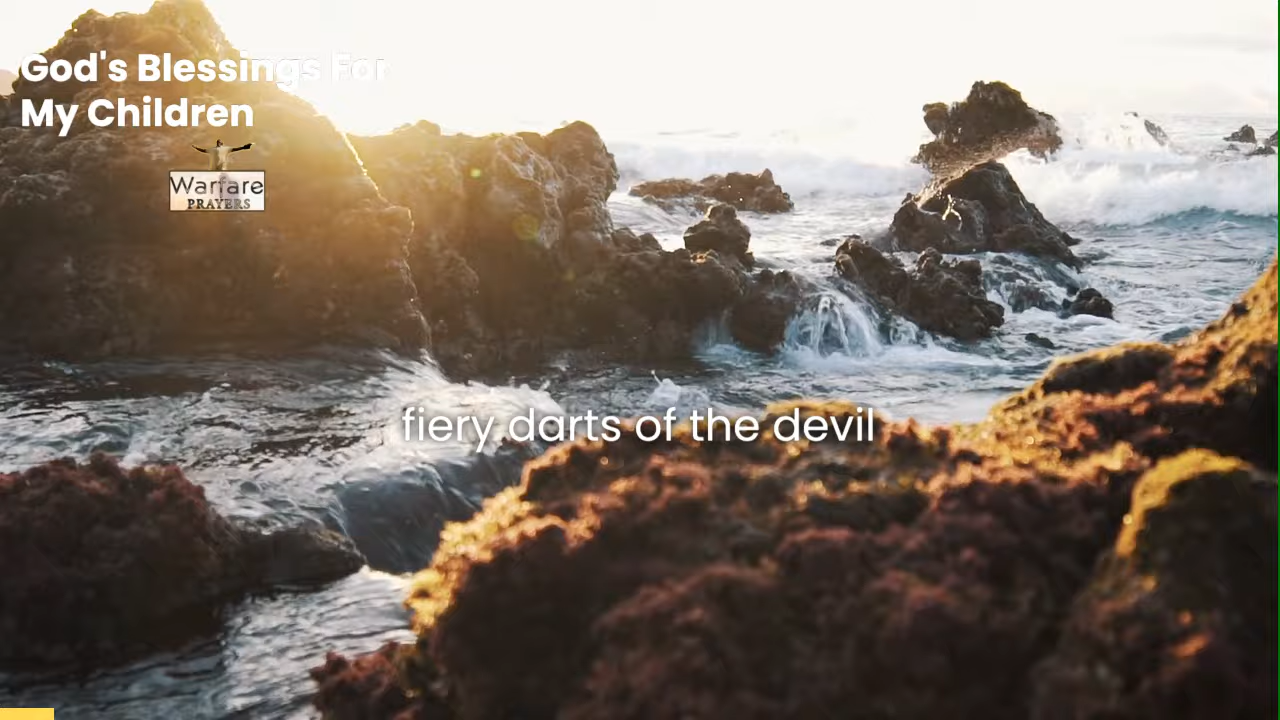 God's Blessings For
My Children
Warfare
PRAYERS
fiery darts of the devil